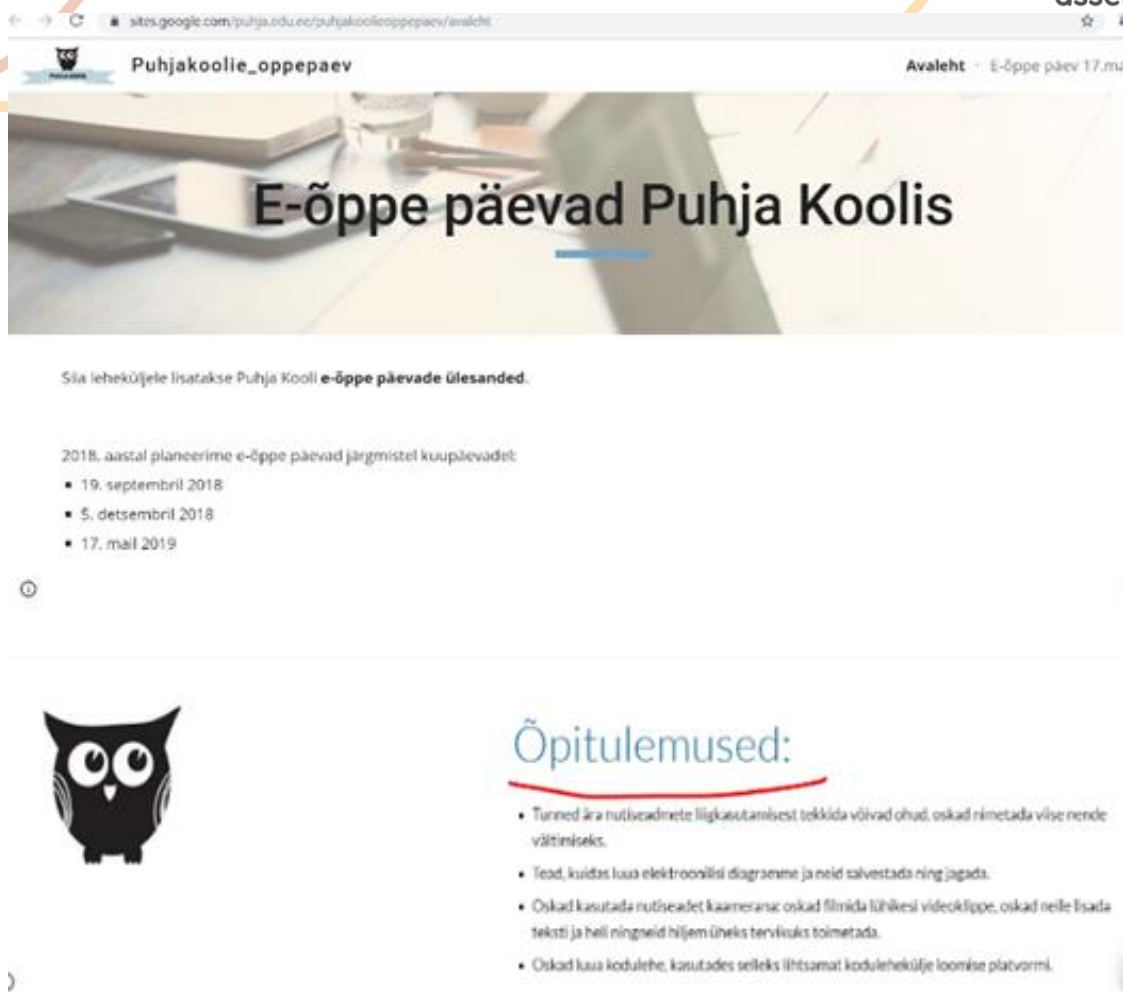 sites.google.com/puhja.edu.ee/puhjakoolieoppepaev/avaleht
Puhjakoolie_oppepaev
Avaleht
E-õppe päev 17.ma
E-õppe päevad Puhja Koolis
Siia leheküljele lisatakse Puhja Kooli e-õppe päevade ülesanded.
2018. aastal planeerime e-õppe päevad järgmistel kuupäevadel:
19. septembril 2018
5. detsembril 2018
17. mail 2019
Õpitulemused:
• Tunned ära nutiseadmete liigkasutamisest tekkida võivad ohud, oskad nimetada viise nende
vältimiseks.
• Tead, kuidas luua elektroonilisi diagramme ja neid salvestada ning jagada.
• Oskad kasutada nutiseadet kaamerana: oskad filmida lühikesi videoklippe, oskad neile lisada
teksti ja heli ningneid hiljem üheks tervikuks toimetada.
• Oskad luua kodulehe, kasutades selleks lihtsamat kodulehekülje loomise platvormi.